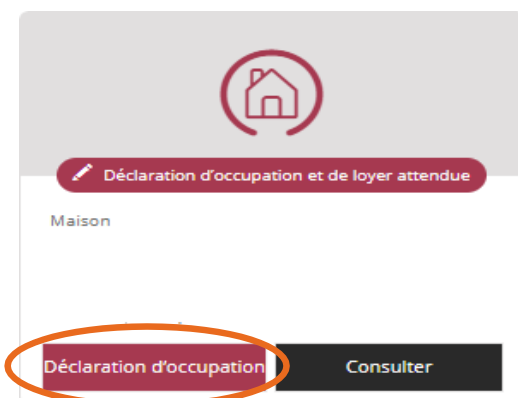 Déclaration d'occupation et de loyer attendue
Maison
Déclaration d'occupation
Consulter